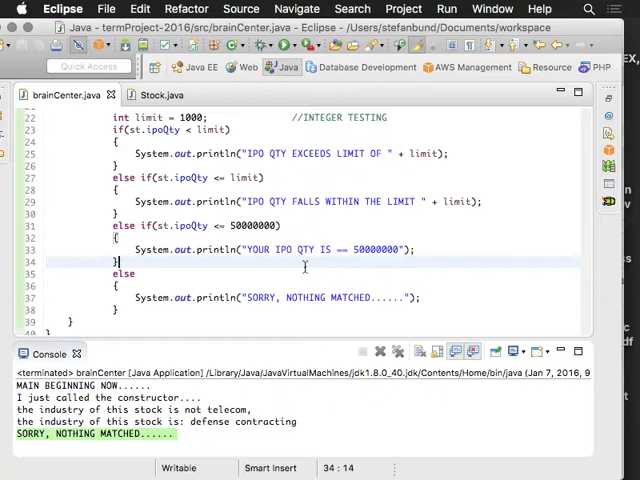 Eclipse File Edit Refactor Source Navigate Search Project Run Window Help
Java - termProject-2016/src/brainCenter.java - Eclipse - /Users/stefanbund/Documents/workspace
Quick Access Java EE Web Java Database Development AWS Management Resource PHP
brainCenter.java Stock.java
22 int limit = 1000; //INTEGER TESTING
23 if(st.ipoQty < limit)
24 {
25 System.out.println("IPO QTY EXCEEDS LIMIT OF " + limit);
26 }
27 else if(st.ipoQty <= limit)
28 {
29 System.out.println("IPO QTY FALLS WITHIN THE LIMIT " + limit);
30 }
31 else if(st.ipoQty <= 50000000)
32 {
33 System.out.println("YOUR IPO QTY IS == 50000000");
34 }
35 else
36 {
37 System.out.println("SORRY, NOTHING MATCHED......");
38 }
39 }
40 }
Console
<terminated> brainCenter [Java Application] /Library/Java/JavaVirtualMachines/jdk1.8.0_40.jdk/Contents/Home/bin/java (Jan 7, 2016, 9
MAIN BEGINNING NOW......
I just called the constructor....
the industry of this stock is not telecom,
the industry of this stock is: defense contracting
SORRY, NOTHING MATCHED......
Writable Smart Insert 34 : 14